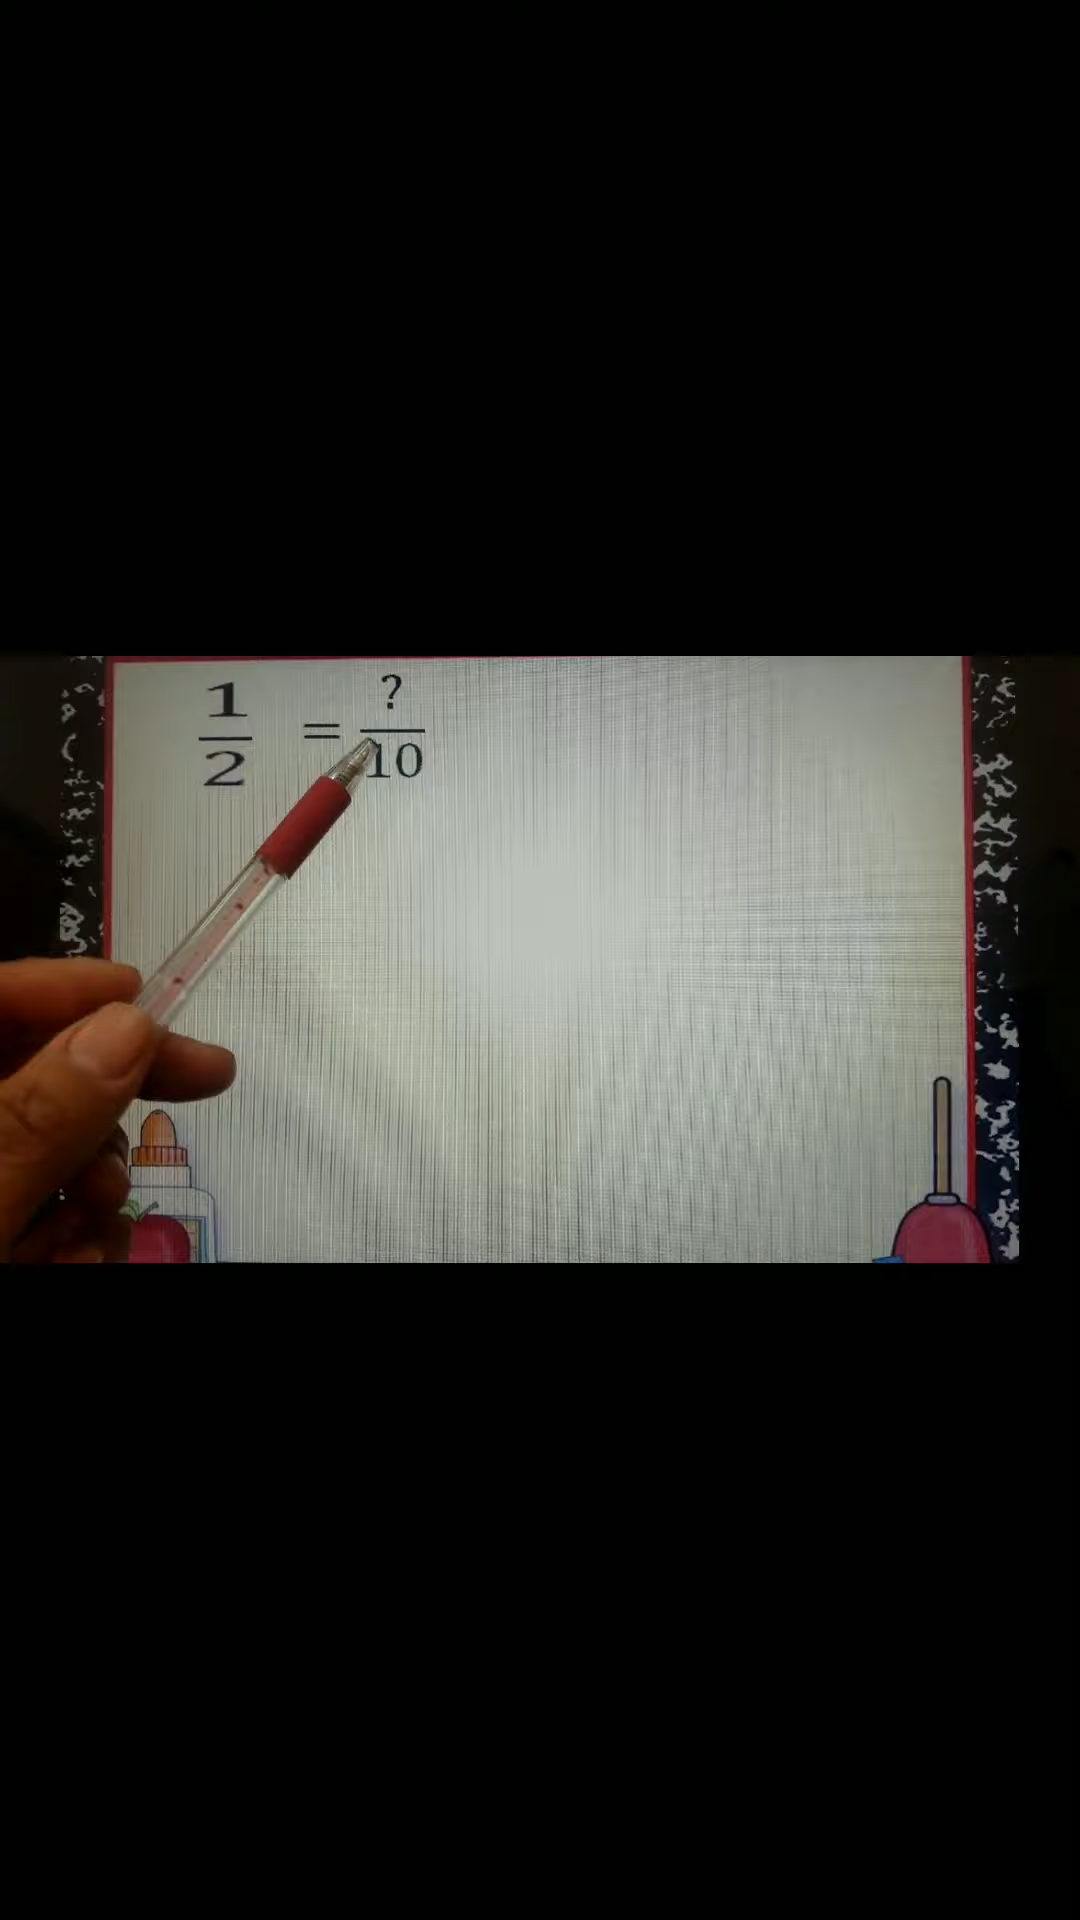 1/2 = ?/10